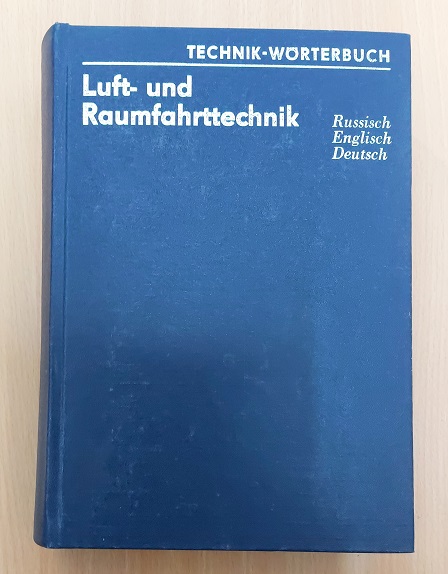 TECHNIK-WÖRTERBUCH
Luft- und
Raumfahrttechnik
Russisch
Englisch
Deutsch